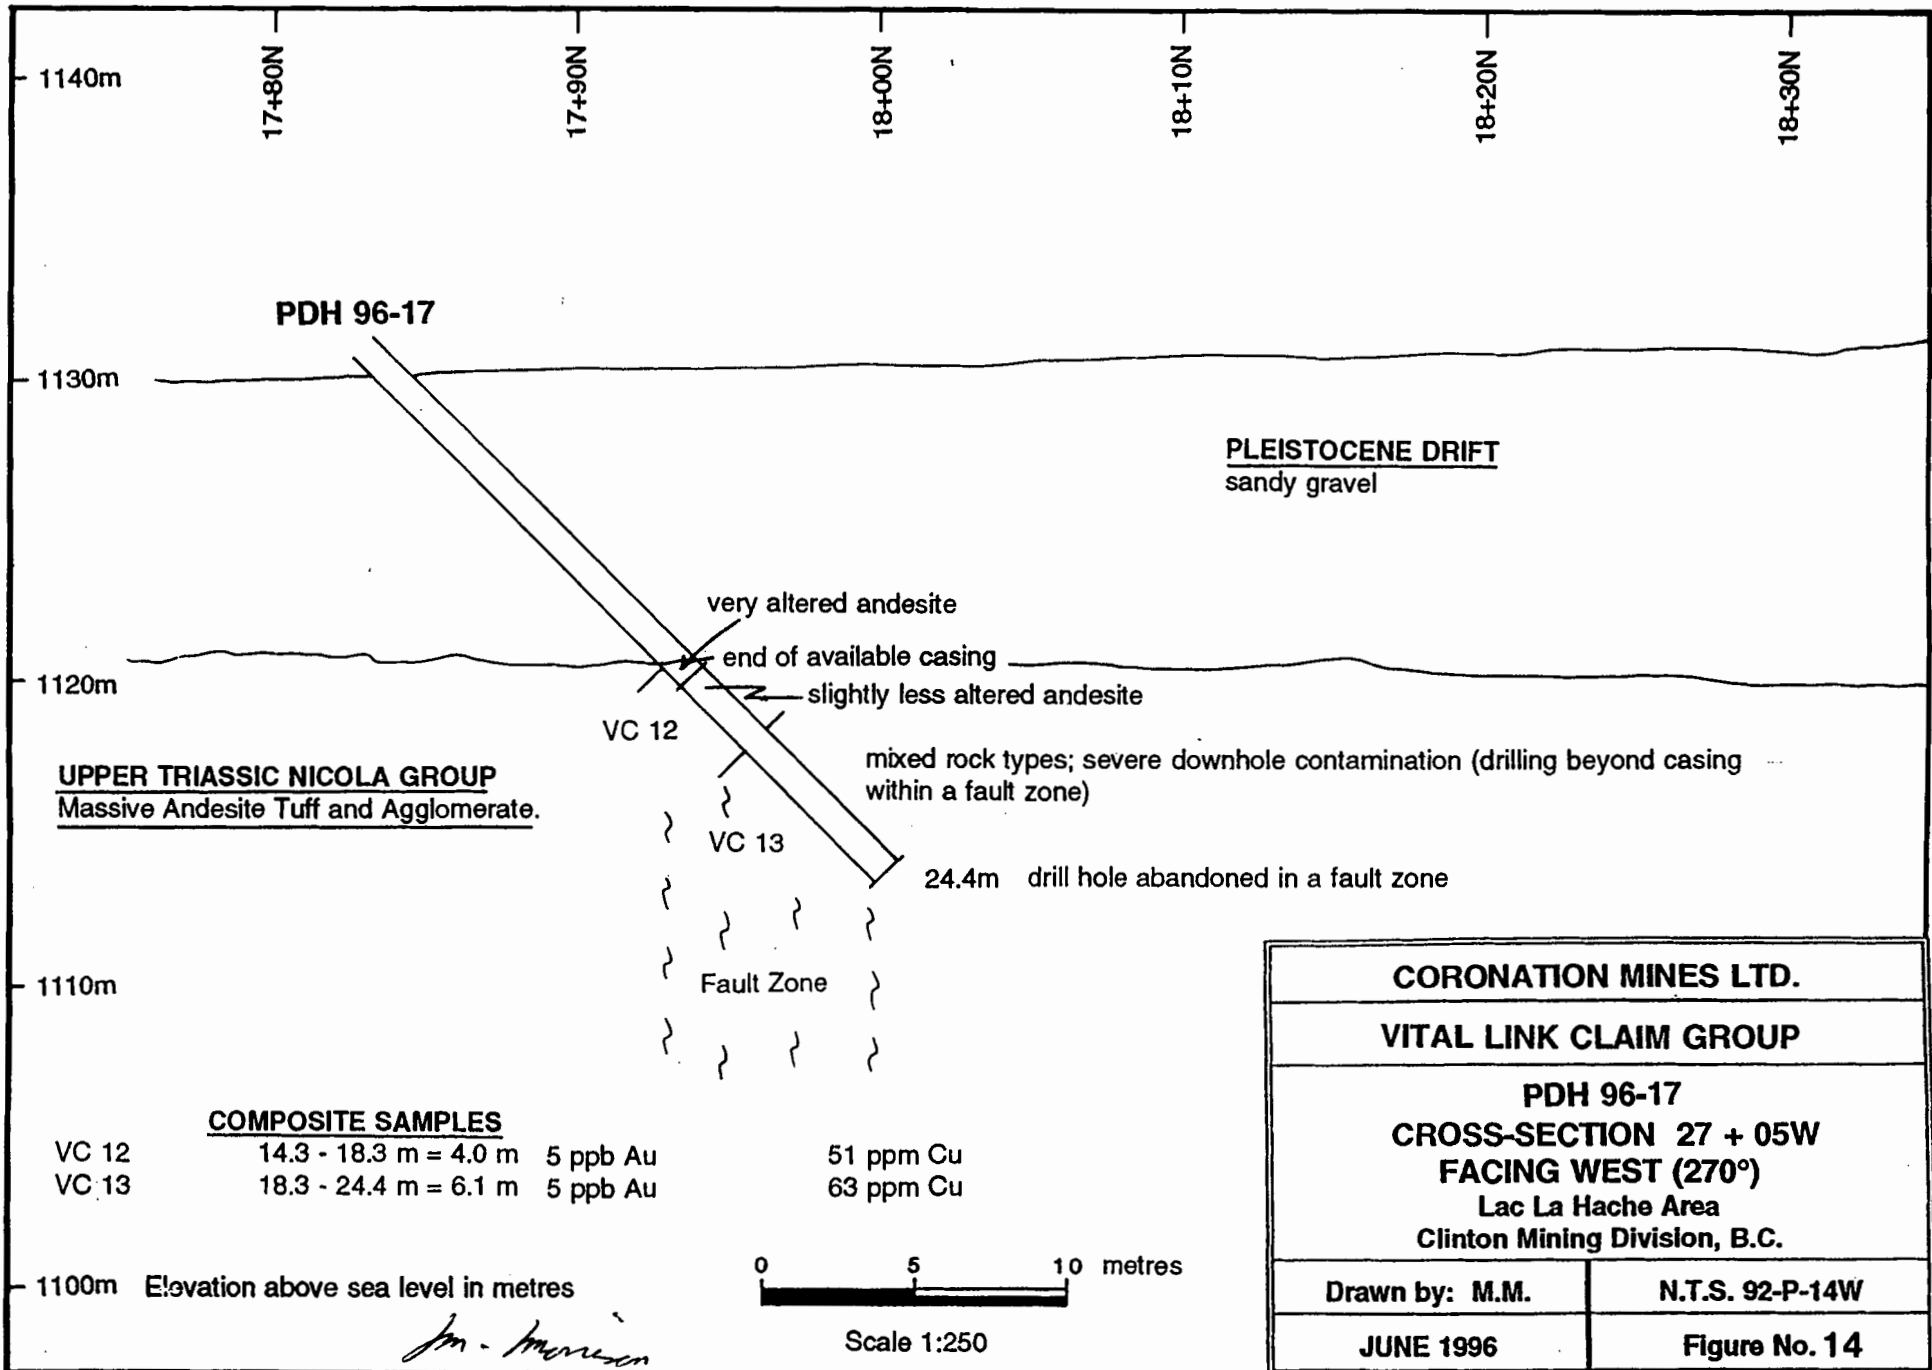 17+80N
17+90N
18+00N
18+10N
18+20N
18+30N
1140m
PDH 96-17
1130m
PLEISTOCENE DRIFT
sandy gravel
very altered andesite
end of available casing
1120m
slightly less altered andesite
VC 12
mixed rock types; severe downhole contamination (drilling beyond casing
within a fault zone)
UPPER TRIASSIC NICOLA GROUP
Massive Andesite Tuff and Agglomerate.
VC 13
24.4m drill hole abandoned in a fault zone
1110m
Fault Zone
COMPOSITE SAMPLES
VC 12 14.3 - 18.3 m = 4.0 m 5 ppb Au 51 ppm Cu
VC 13 18.3 - 24.4 m = 6.1 m 5 ppb Au 63 ppm Cu
1100m Elevation above sea level in metres
0 5 10 metres
Scale 1:250
CORONATION MINES LTD.
VITAL LINK CLAIM GROUP
PDH 96-17
CROSS-SECTION 27 + 05W
FACING WEST (270°)
Lac La Hache Area
Clinton Mining Division, B.C.
Drawn by: M.M. N.T.S. 92-P-14W
JUNE 1996 Figure No. 14